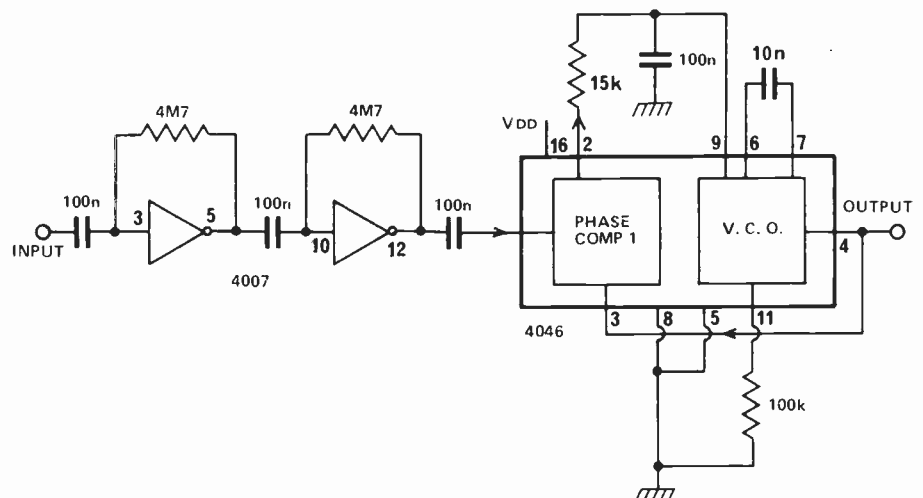 100n
15k
10n
4M7
4M7
VDD
16
2
9
6
7
100n
3
5
100n
10
12
100n
PHASE
COMP 1
V. C. O.
OUTPUT
4
INPUT
4007
4046
3
8
5
11
100k